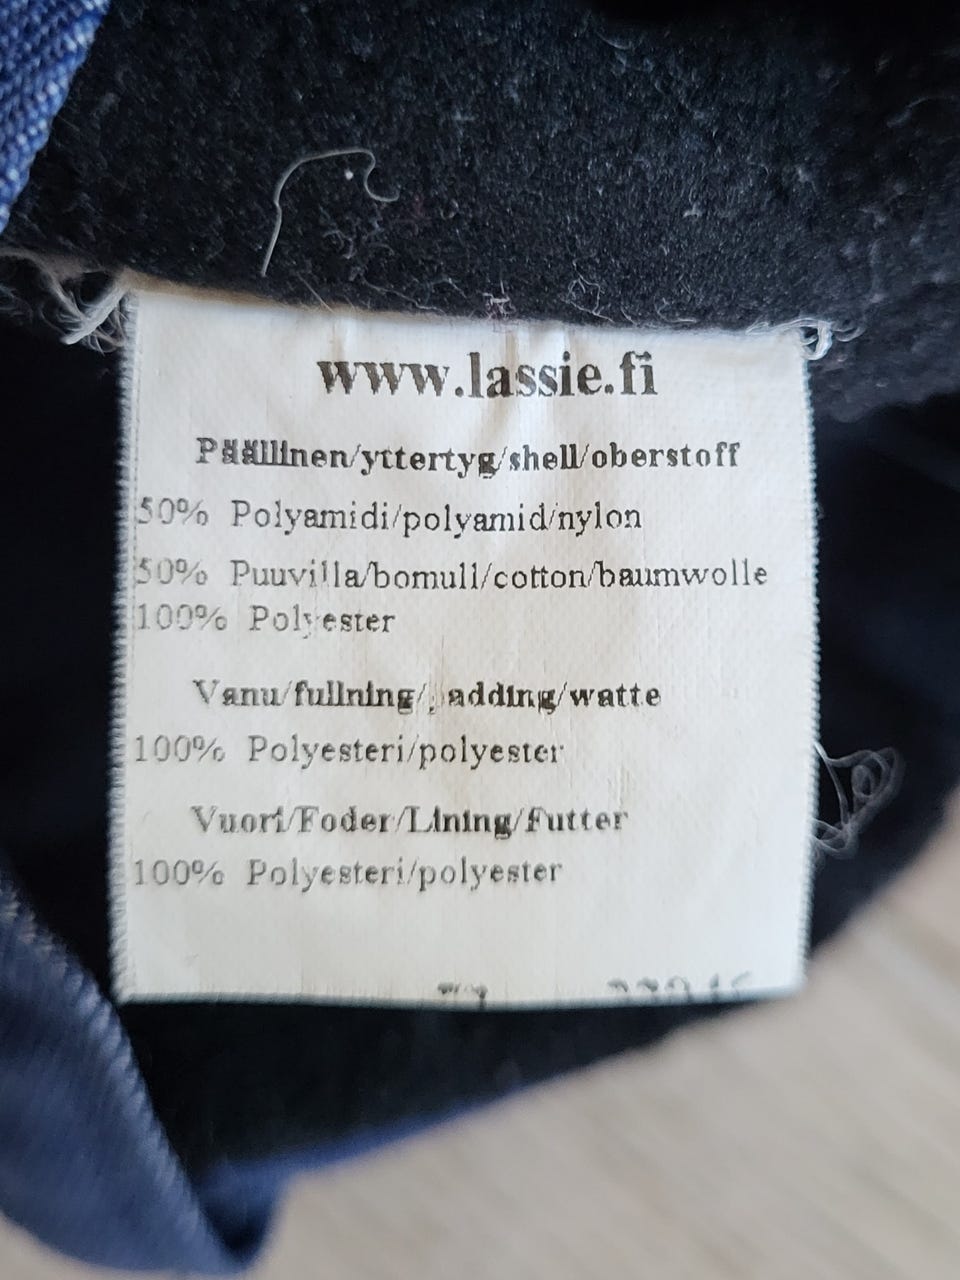 www.lassie.fi
Päällinen/yttertyg/shell/oberstoff
50% Polyamidi/polyamid/nylon
50% Puuvilla/bomull/cotton/baumwolle
100% Polyester
Vanu/fullning/padding/watte
100% Polyesteri/polyester
Vuori/Foder/Lining/Futter
100% Polyesteri/polyester